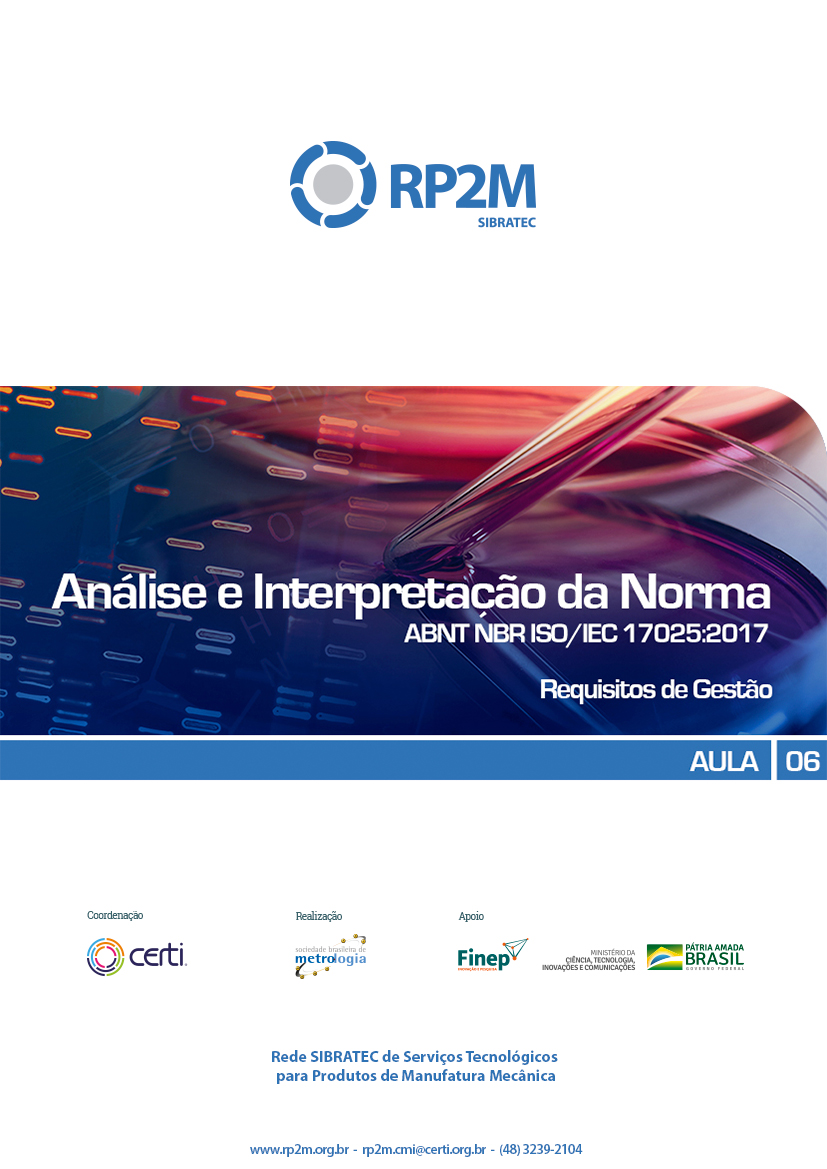 RP2M
SIBRATEC
Análise e Interpretação da Norma
ABNT NBR ISO/IEC 17025:2017
Requisitos de Gestão
AULA 06
Coordenação
Realização
Apoio
CERTI
sociedade brasileira de
metrologia
Finep
INOVAÇÃO E PESQUISA
MINISTÉRIO DA
CIÊNCIA, TECNOLOGIA,
INOVAÇÕES E COMUNICAÇÕES
PÁTRIA AMADA
BRASIL
GOVERNO FEDERAL
Rede SIBRATEC de Serviços Tecnológicos
para Produtos de Manufatura Mecânica
www.rp2m.org.br - rp2m.cmi@certi.org.br - (48) 3239-2104